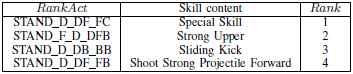 RankAct Skill content Rank
STAND_D_DF_FC Special Skill 1
STAND_F_D_DFB Strong Upper 2
STAND_D_DB_BB Sliding Kick 3
STAND_D_DF_FB Shoot Strong Projectile Forward 4